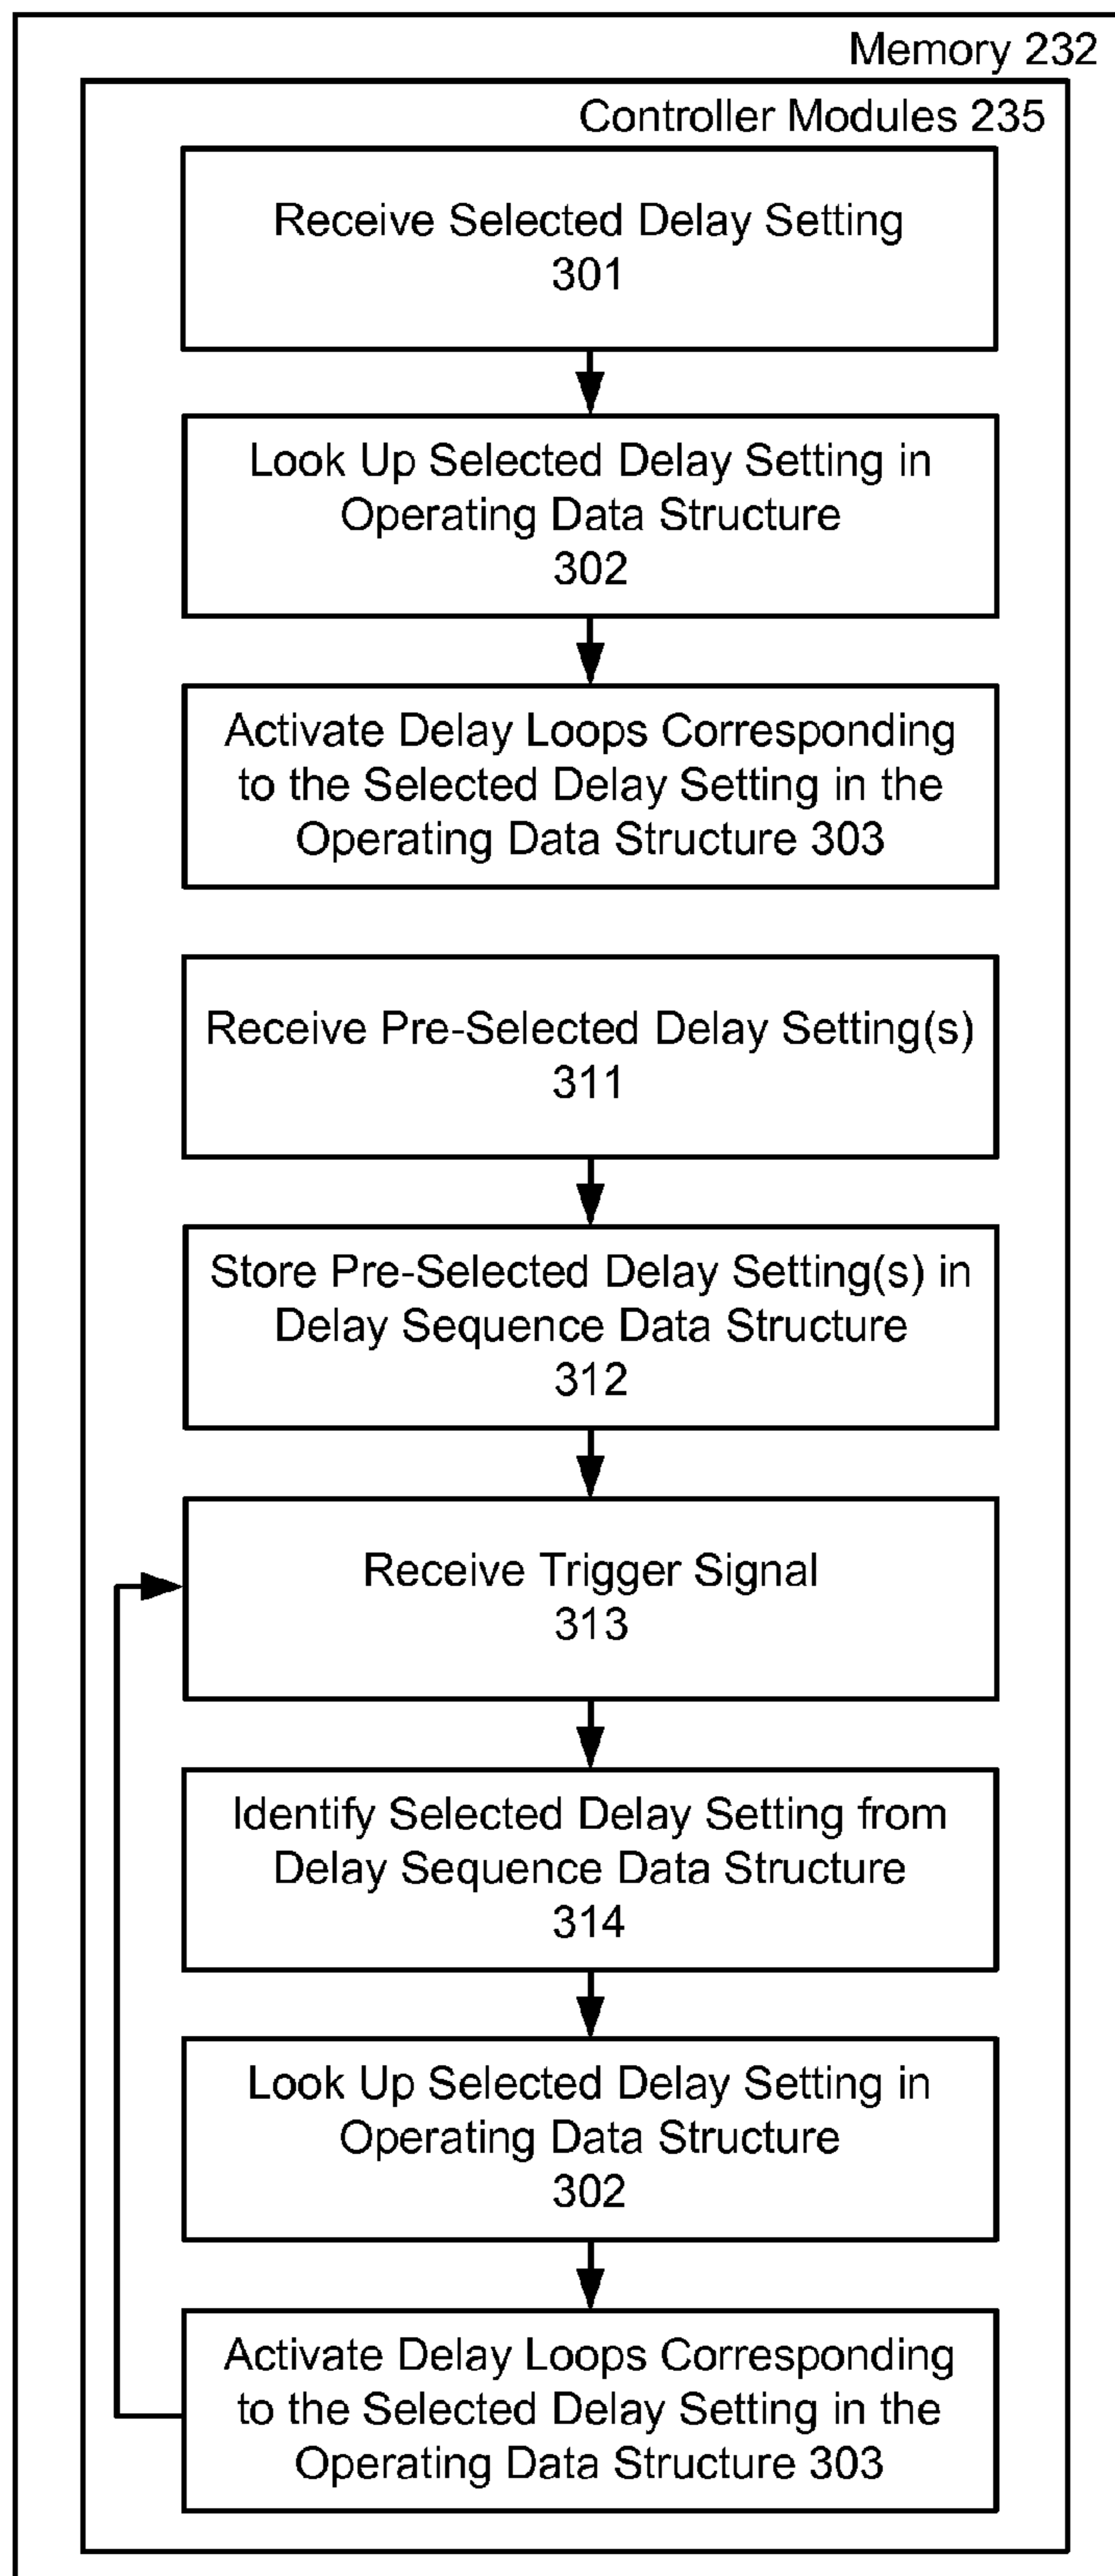 Memory 232
Controller Modules 235
Receive Selected Delay Setting
301
Look Up Selected Delay Setting in
Operating Data Structure
302
Activate Delay Loops Corresponding
to the Selected Delay Setting in the
Operating Data Structure 303
Receive Pre-Selected Delay Setting(s)
311
Store Pre-Selected Delay Setting(s) in
Delay Sequence Data Structure
312
Receive Trigger Signal
313
Identify Selected Delay Setting from
Delay Sequence Data Structure
314
Look Up Selected Delay Setting in
Operating Data Structure
302
Activate Delay Loops Corresponding
to the Selected Delay Setting in the
Operating Data Structure 303